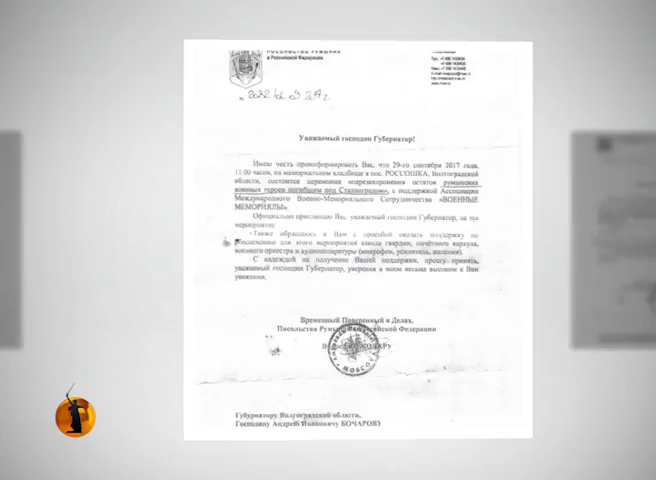 ПОСОЛЬСТВО РУМЫНИИ
в Российской Федерации
Уважаемый господин Губернатор!
Имею честь проинформировать Вас, что 29-го сентября 2017 года,
11.00 часов, на мемориальном кладбище в пос. РОССОШКА, Волгоградской
области, состоится церемония «перезахоронения остатов румынских
военных героев погибшим под Сталинградом», с поддержкой Ассоциации
Международного Военно-Мемориального Сотрудничества «ВОЕННЫЕ
МЕМОРИАЛЫ».
Официально приглашаю Вас, уважаемый господин Губернатор, на
мероприятие
Также обращаюсь к Вам с просьбой оказать поддержку по
обеспечению для этого мероприятия взвода гвардии, почётного караула,
военного оркестра и аудиоаппаратуры (микрофон, усилитель, колонки).
С надеждой на получение Вашей поддержки, прошу принять,
уважаемый господин Губернатор, уверения в моем весьма высоком к Вам
уважении.
Временный Поверенный в Делах,
Посольства Румынии Российской Федерации
MOSCOVA
Губернатору Волгоградской области,
Господину Андрею Ивановичу БОЧАРОВУ